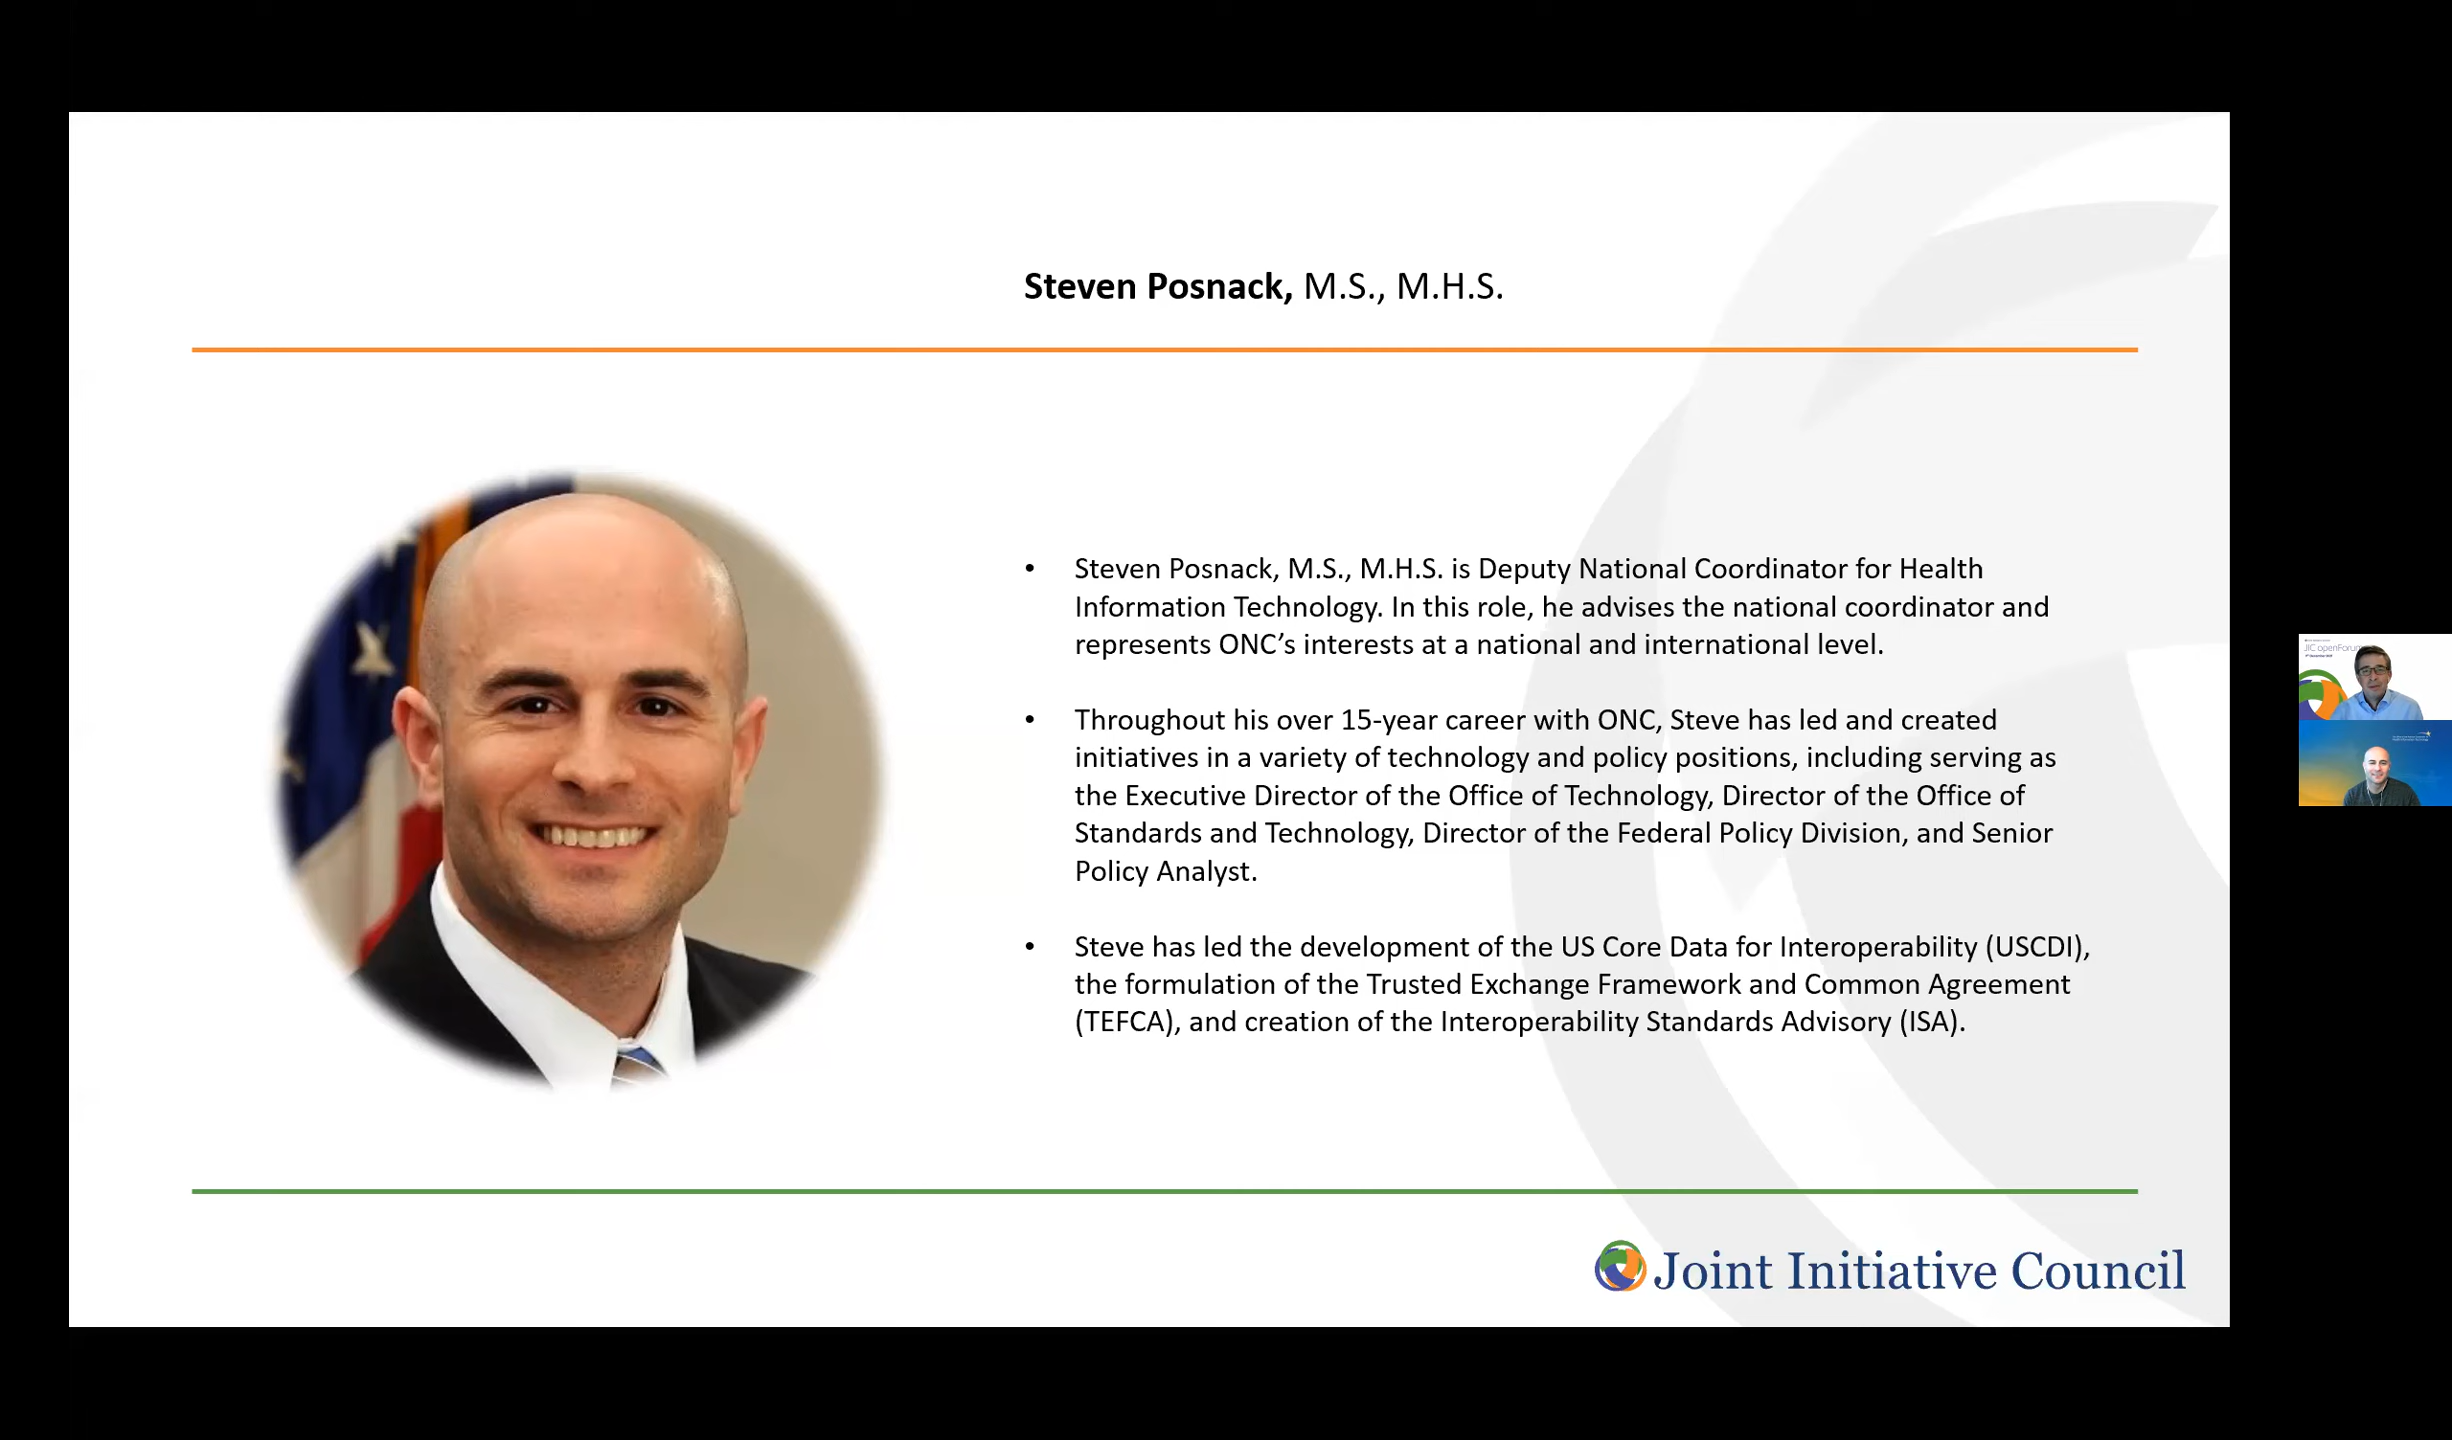 Steven Posnack, M.S., M.H.S.
• Steven Posnack, M.S., M.H.S. is Deputy National Coordinator for Health
Information Technology. In this role, he advises the national coordinator and
represents ONC’s interests at a national and international level.
• Throughout his over 15-year career with ONC, Steve has led and created
initiatives in a variety of technology and policy positions, including serving as
the Executive Director of the Office of Technology, Director of the Office of
Standards and Technology, Director of the Federal Policy Division, and Senior
Policy Analyst.
• Steve has led the development of the US Core Data for Interoperability (USCDI),
the formulation of the Trusted Exchange Framework and Common Agreement
(TEFCA), and creation of the Interoperability Standards Advisory (ISA).
Joint Initiative Council
JIC openForum